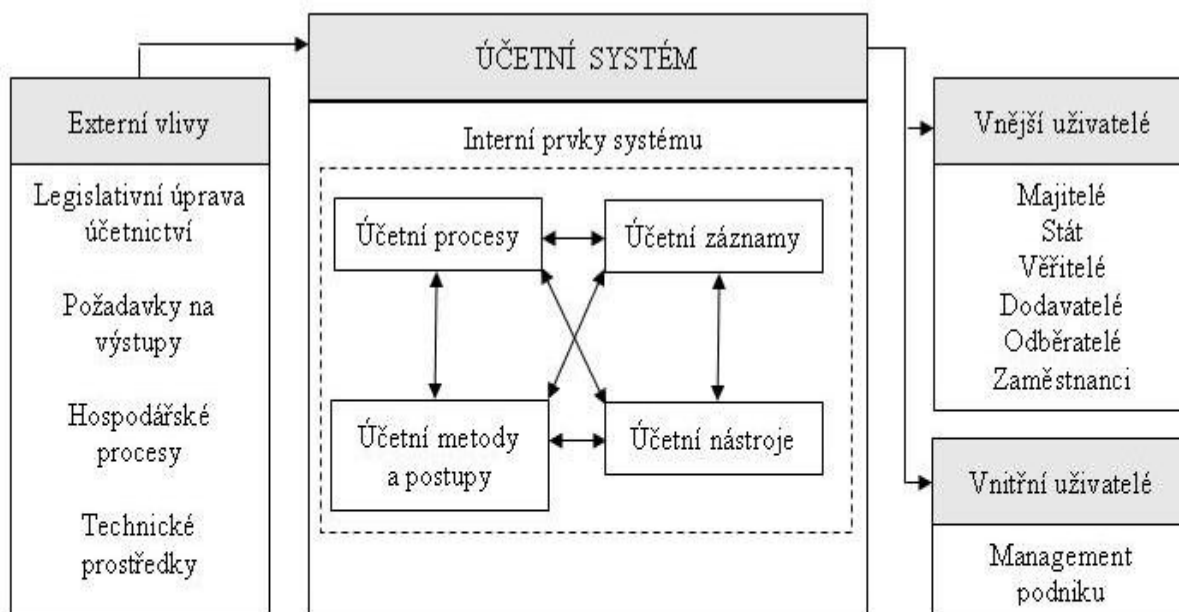 ÚČETNÍ SYSTÉM
Externí vlivy
Legislativní úprava
účetnictví
Požadavky na
výstupy
Hospodářské
procesy
Technické
prostředky
Interní prvky systému
Účetní procesy
Účetní záznamy
Účetní metody
a postupy
Účetní nástroje
Vnější uživatelé
Majitelé
Stát
Věřitelé
Dodavatelé
Odběratelé
Zaměstnanci
Vnitřní uživatelé
Management
podniku